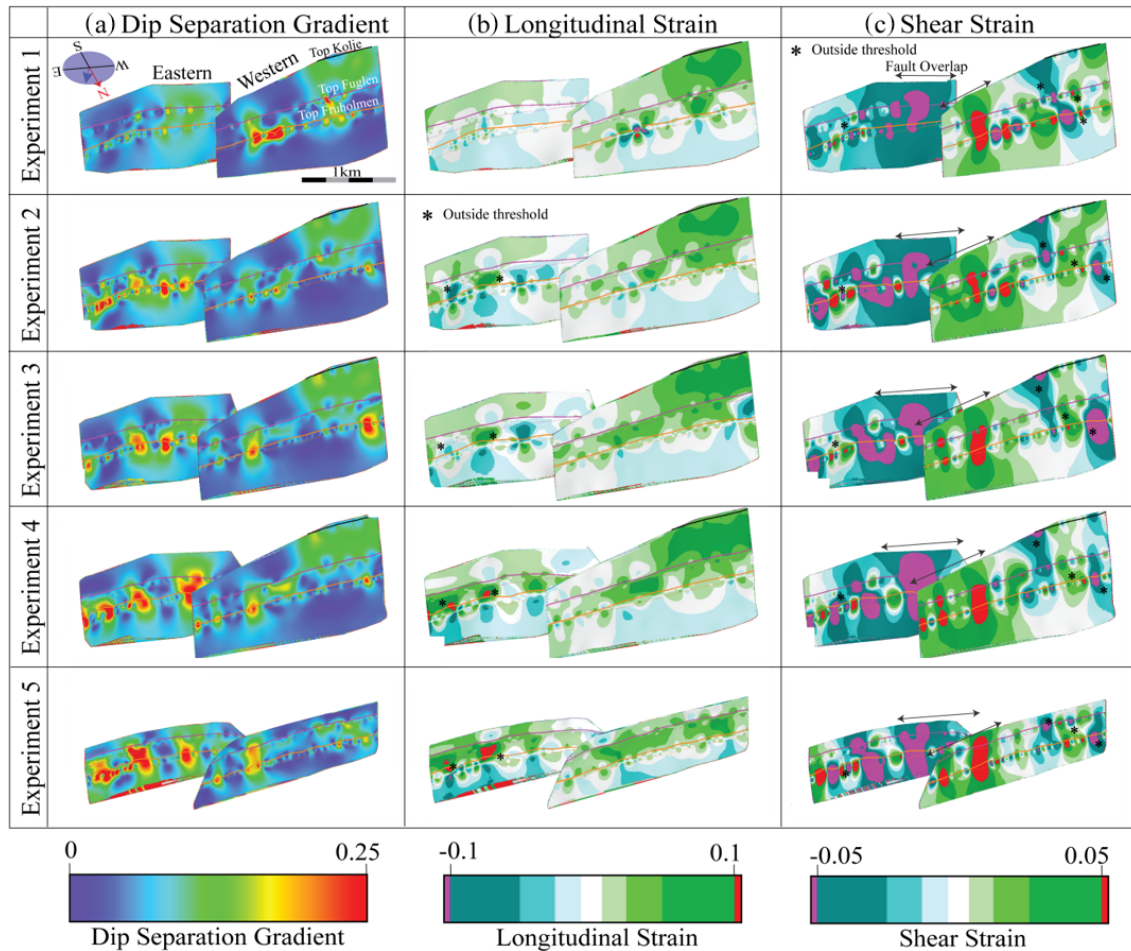 (a) Dip Separation Gradient
(b) Longitudinal Strain
(c) Shear Strain
Experiment 1
S
E
W
N
Eastern
Western
Top Kolje
Top Fuglen
Top Fruholmen
1km
* Outside threshold
Fault Overlap
*
*
*
*
Experiment 2
* Outside threshold
*
*
*
*
*
*
Experiment 3
*
*
*
*
*
*
Experiment 4
*
*
*
*
*
*
Experiment 5
*
*
*
*
*
*
0
0.25
Dip Separation Gradient
-0.1
0.1
Longitudinal Strain
-0.05
0.05
Shear Strain